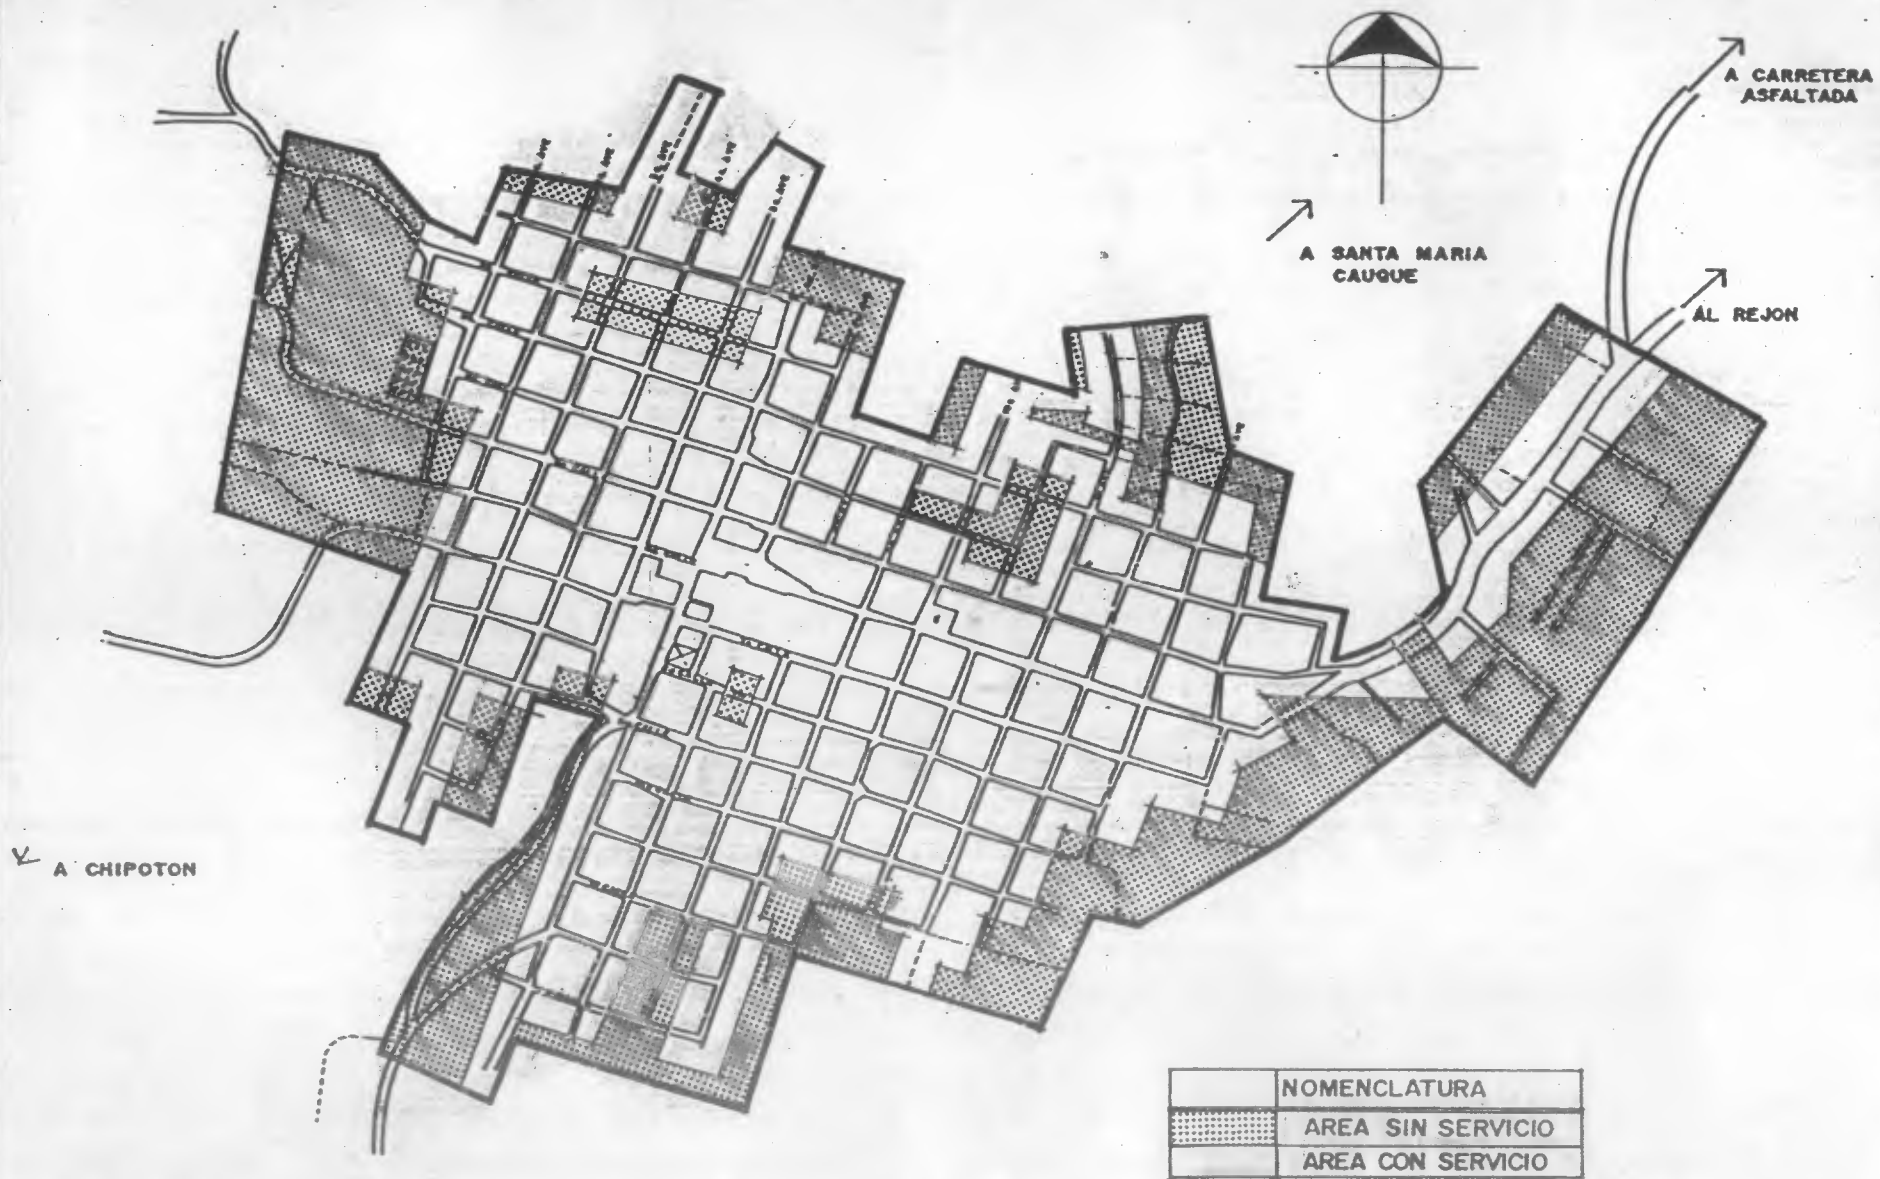 A CARRETERA
ASFALTADA
A SANTA MARIA
CAUQUE
AL REJON
A CHIPOTON
NOMENCLATURA
AREA SIN SERVICIO
AREA CON SERVICIO